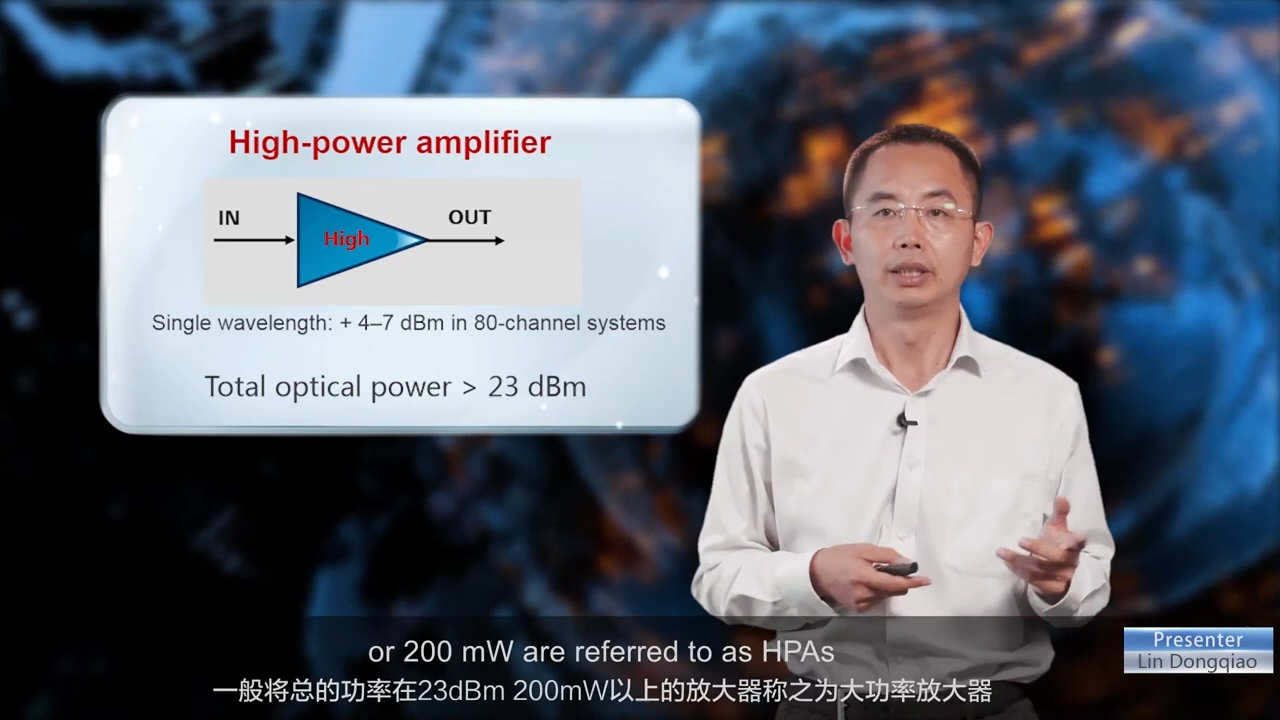 High-power amplifier
IN
OUT
High
Single wavelength: + 4–7 dBm in 80-channel systems
Total optical power > 23 dBm
or 200 mW are referred to as HPAs
一般将总的功率在23dBm 200mW以上的放大器称之为大功率放大器
Presenter
Lin Dongqiao